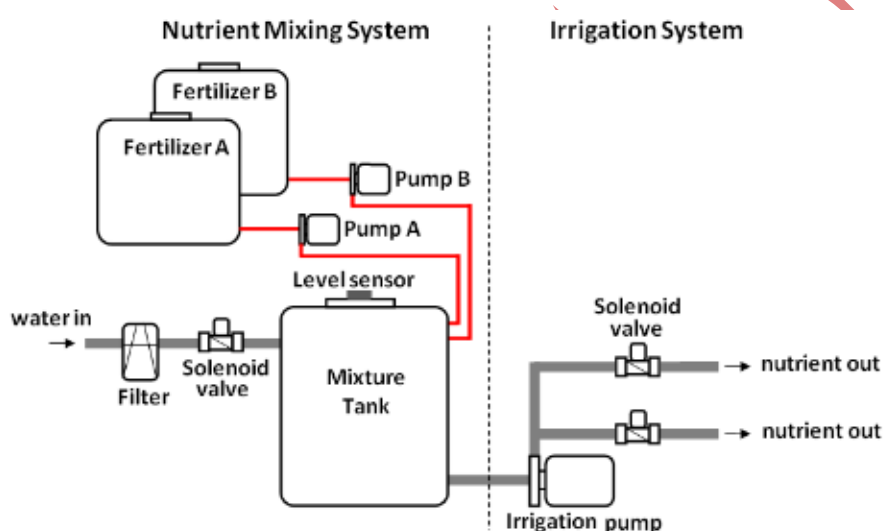 Nutrient Mixing System
Irrigation System
Fertilizer B
Fertilizer A
Pump B
Pump A
Level sensor
water in
Solenoid
valve
Filter
Mixture
Tank
Solenoid
valve
nutrient out
nutrient out
Irrigation pump